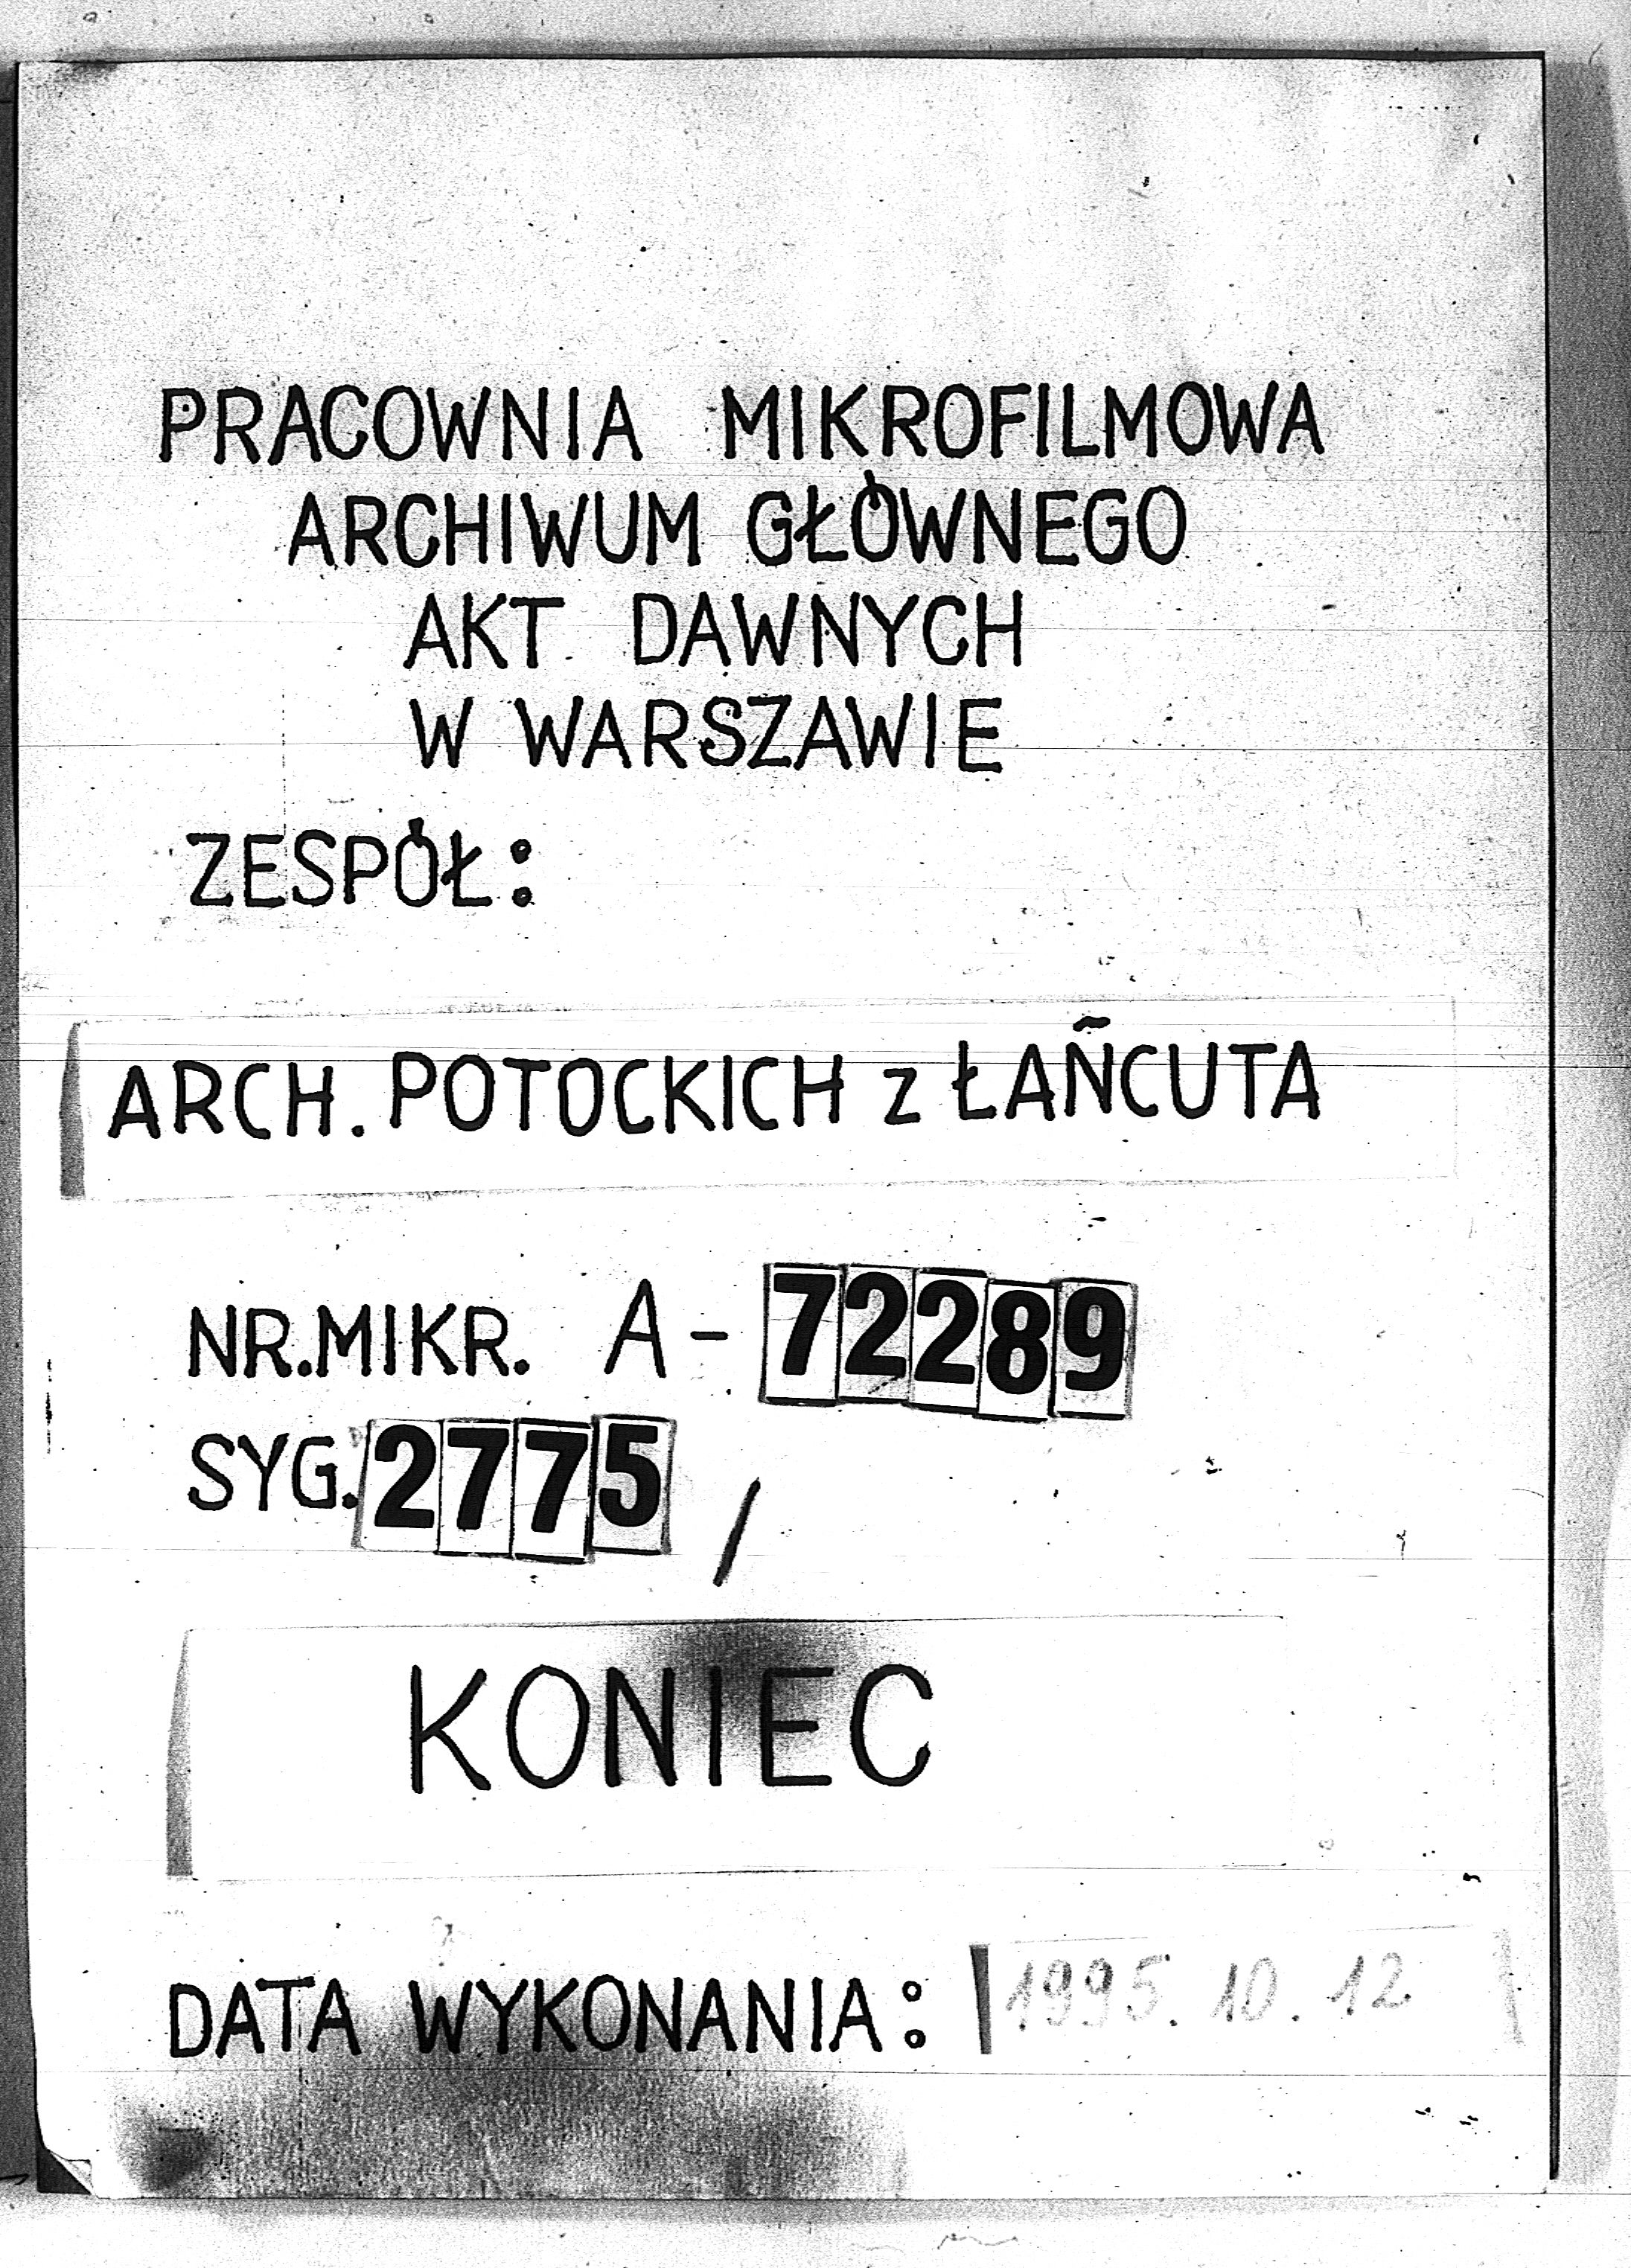 PRACOWNIA MIKROFILMOWA
ARCHIWUM GŁÓWNEGO
AKT DAWNYCH
W WARSZAWIE
ZESPÓŁ:
ARCH. POTOCKICH z ŁAŃCUTA
NR.MIKR. A-72289
SYG.2775/
KONIEC
DATA WYKONANIA: 1995.10.12